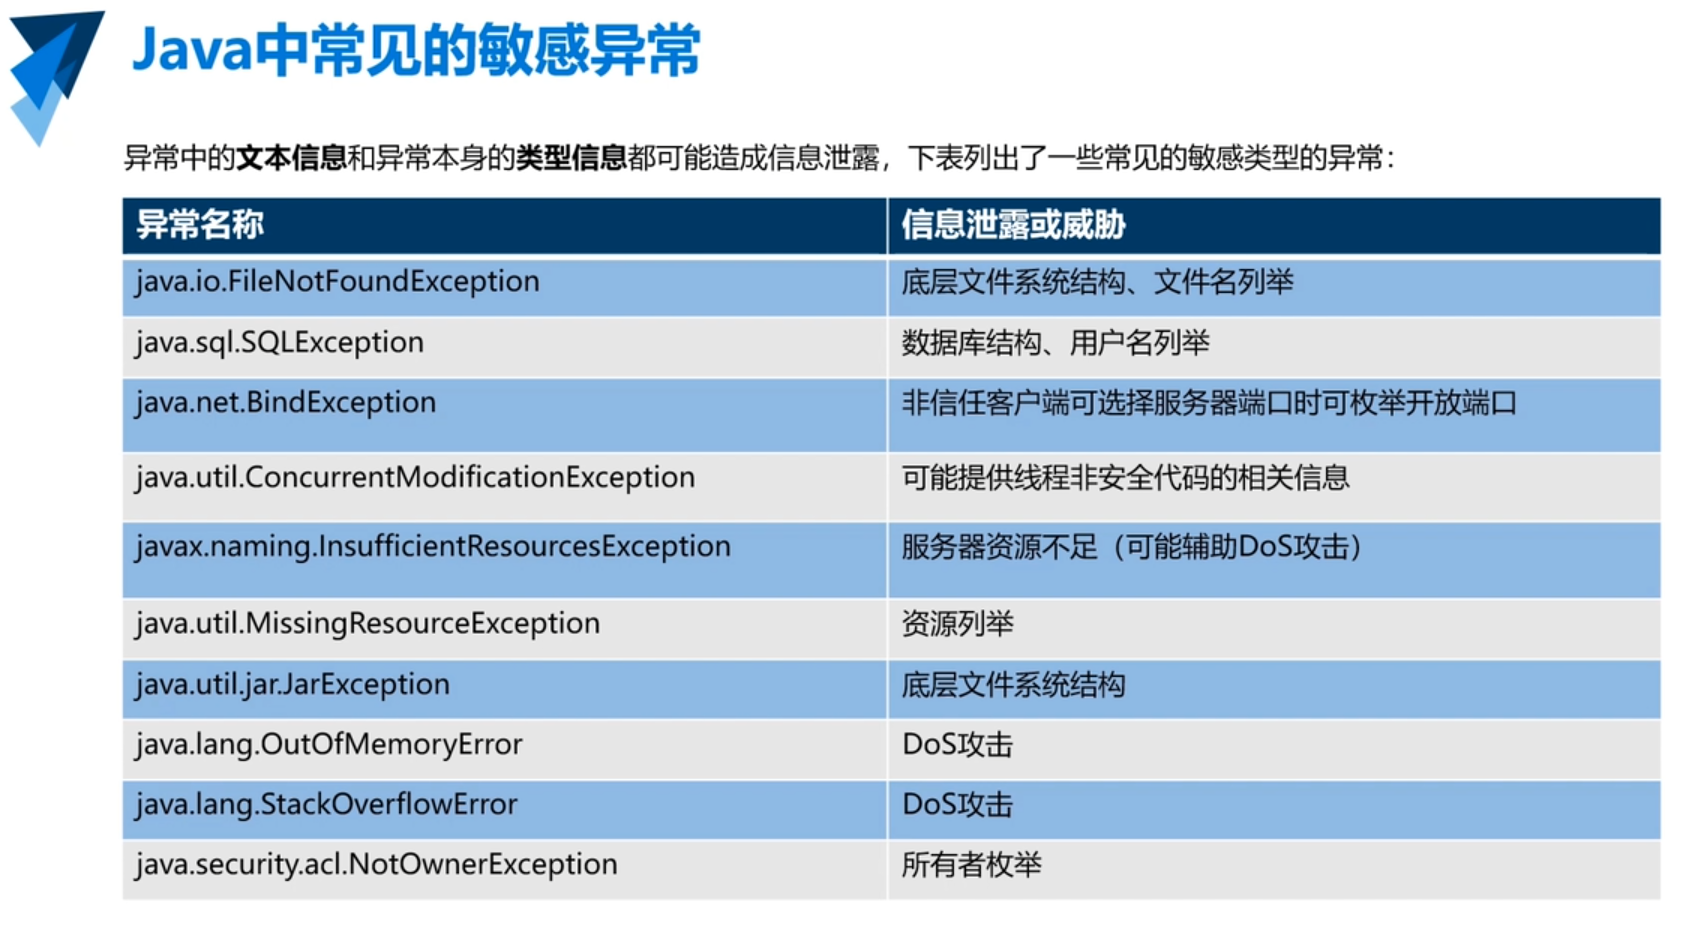 Java中常见的敏感异常
异常中的文本信息和异常本身的类型信息都可能造成信息泄露，下表列出了一些常见的敏感类型的异常：
异常名称 信息泄露或威胁
java.io.FileNotFoundException 底层文件系统结构、文件名列举
java.sql.SQLException 数据库结构、用户名列举
java.net.BindException 非信任客户端可选择服务器端口时可枚举开放端口
java.util.ConcurrentModificationException 可能提供线程非安全代码的相关信息
javax.naming.InsufficientResourcesException 服务器资源不足（可能辅助DoS攻击）
java.util.MissingResourceException 资源列举
java.util.jar.JarException 底层文件系统结构
java.lang.OutOfMemoryError DoS攻击
java.lang.StackOverflowError DoS攻击
java.security.acl.NotOwnerException 所有者枚举